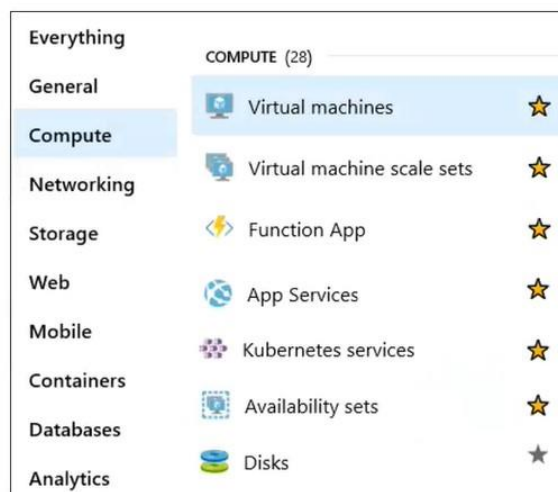 Everything
General
Compute
Networking
Storage
Web
Mobile
Containers
Databases
Analytics
COMPUTE (28)
Virtual machines
Virtual machine scale sets
Function App
App Services
Kubernetes services
Availability sets
Disks